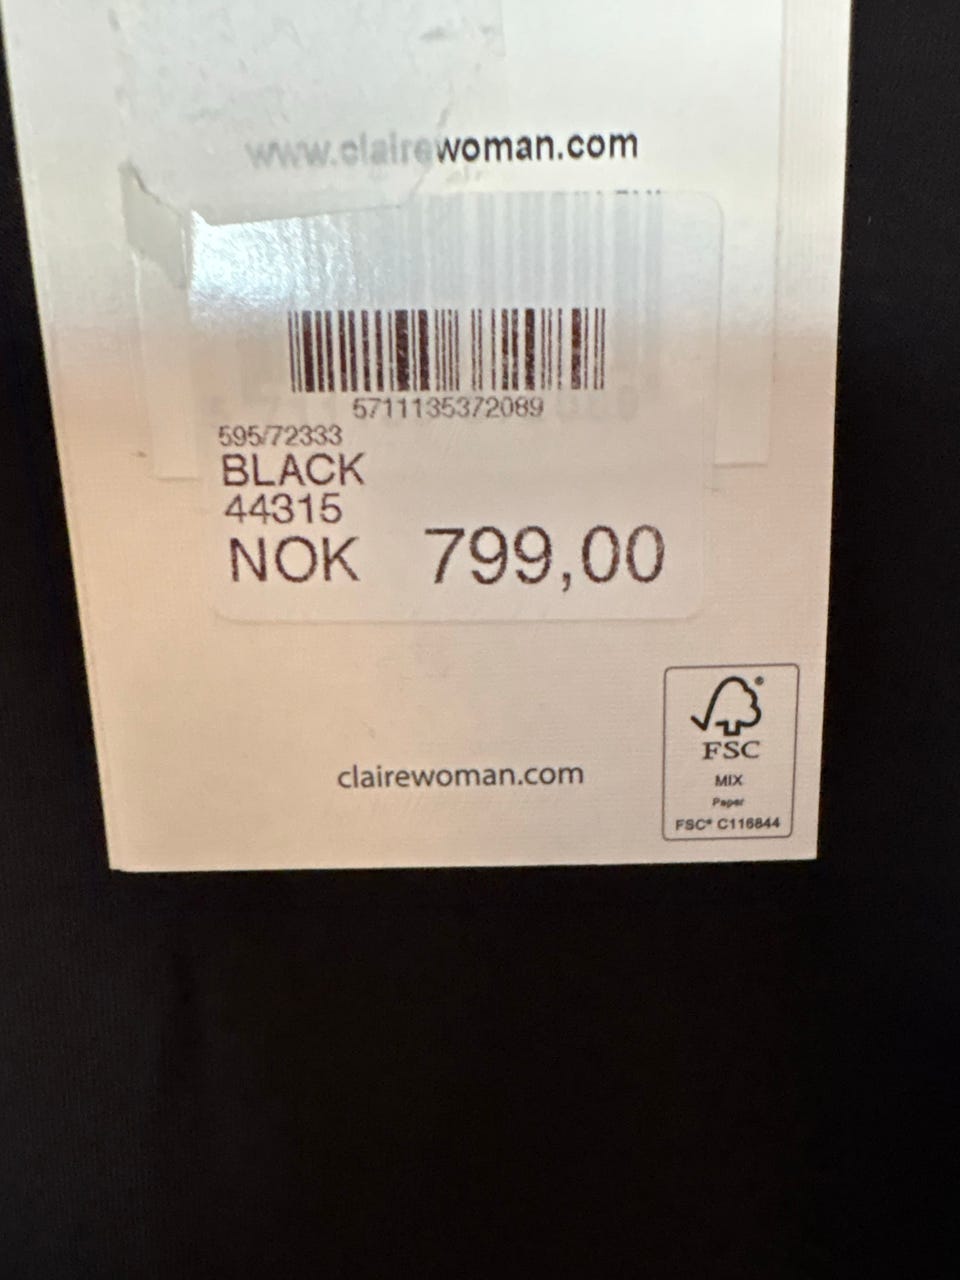 www.clairewoman.com
5711135372089
595/72333
BLACK
44315
NOK 799,00
clairewoman.com
FSC®
MIX
Paper
FSC® C116844